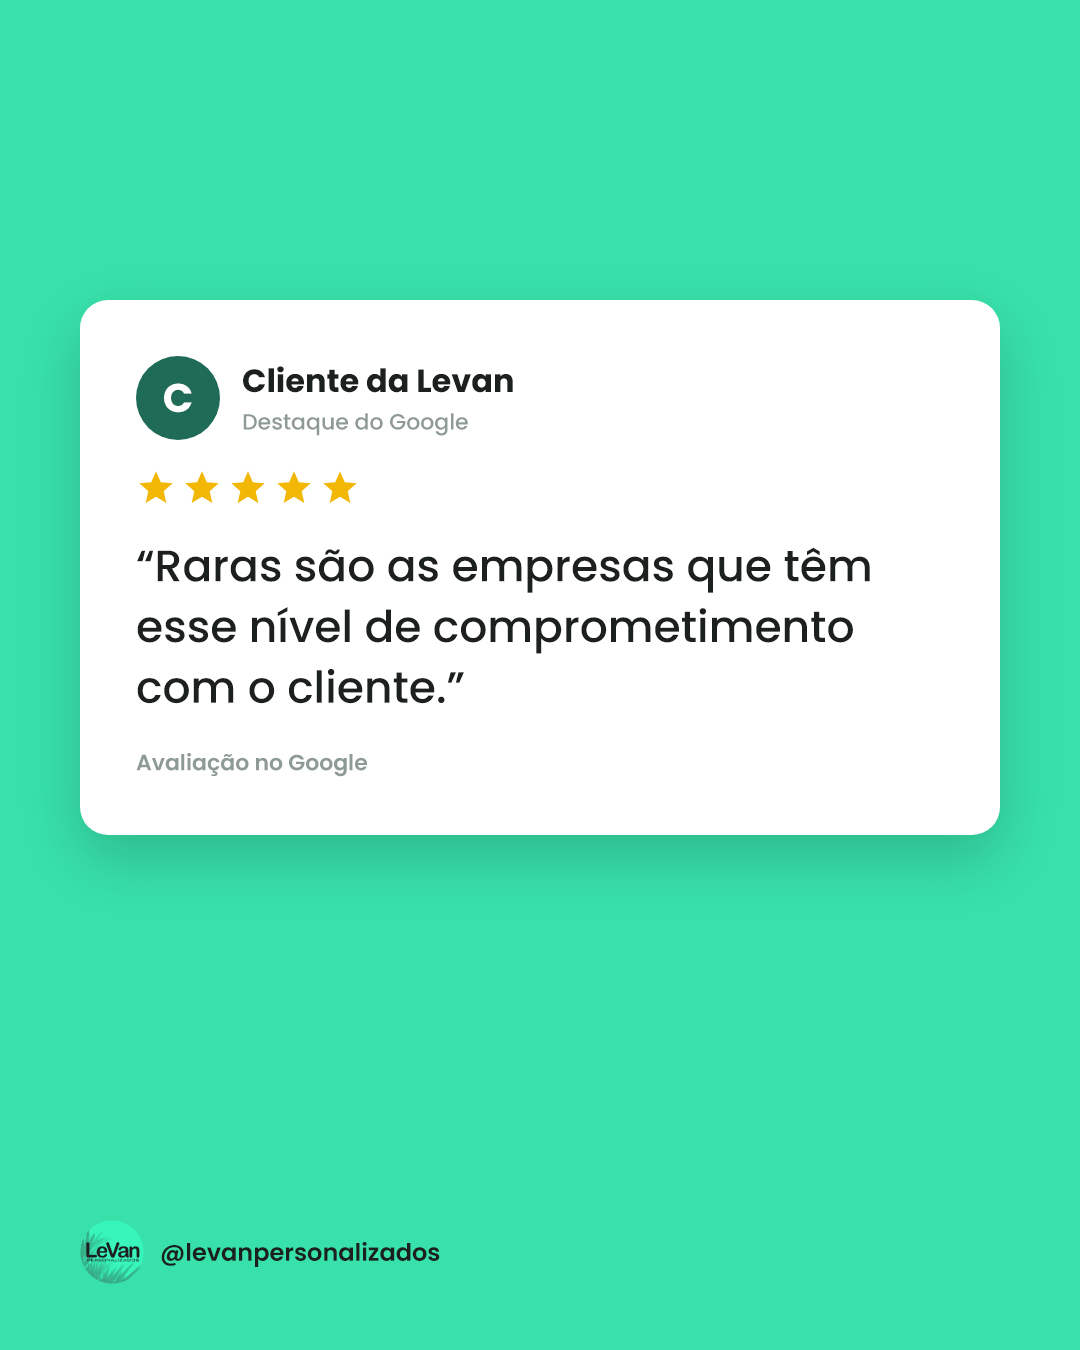 C
Cliente da Levan
Destaque do Google
“Raras são as empresas que têm
esse nível de comprometimento
com o cliente.”
Avaliação no Google
LeVan
PERSONALIZADOS
@levanpersonalizados